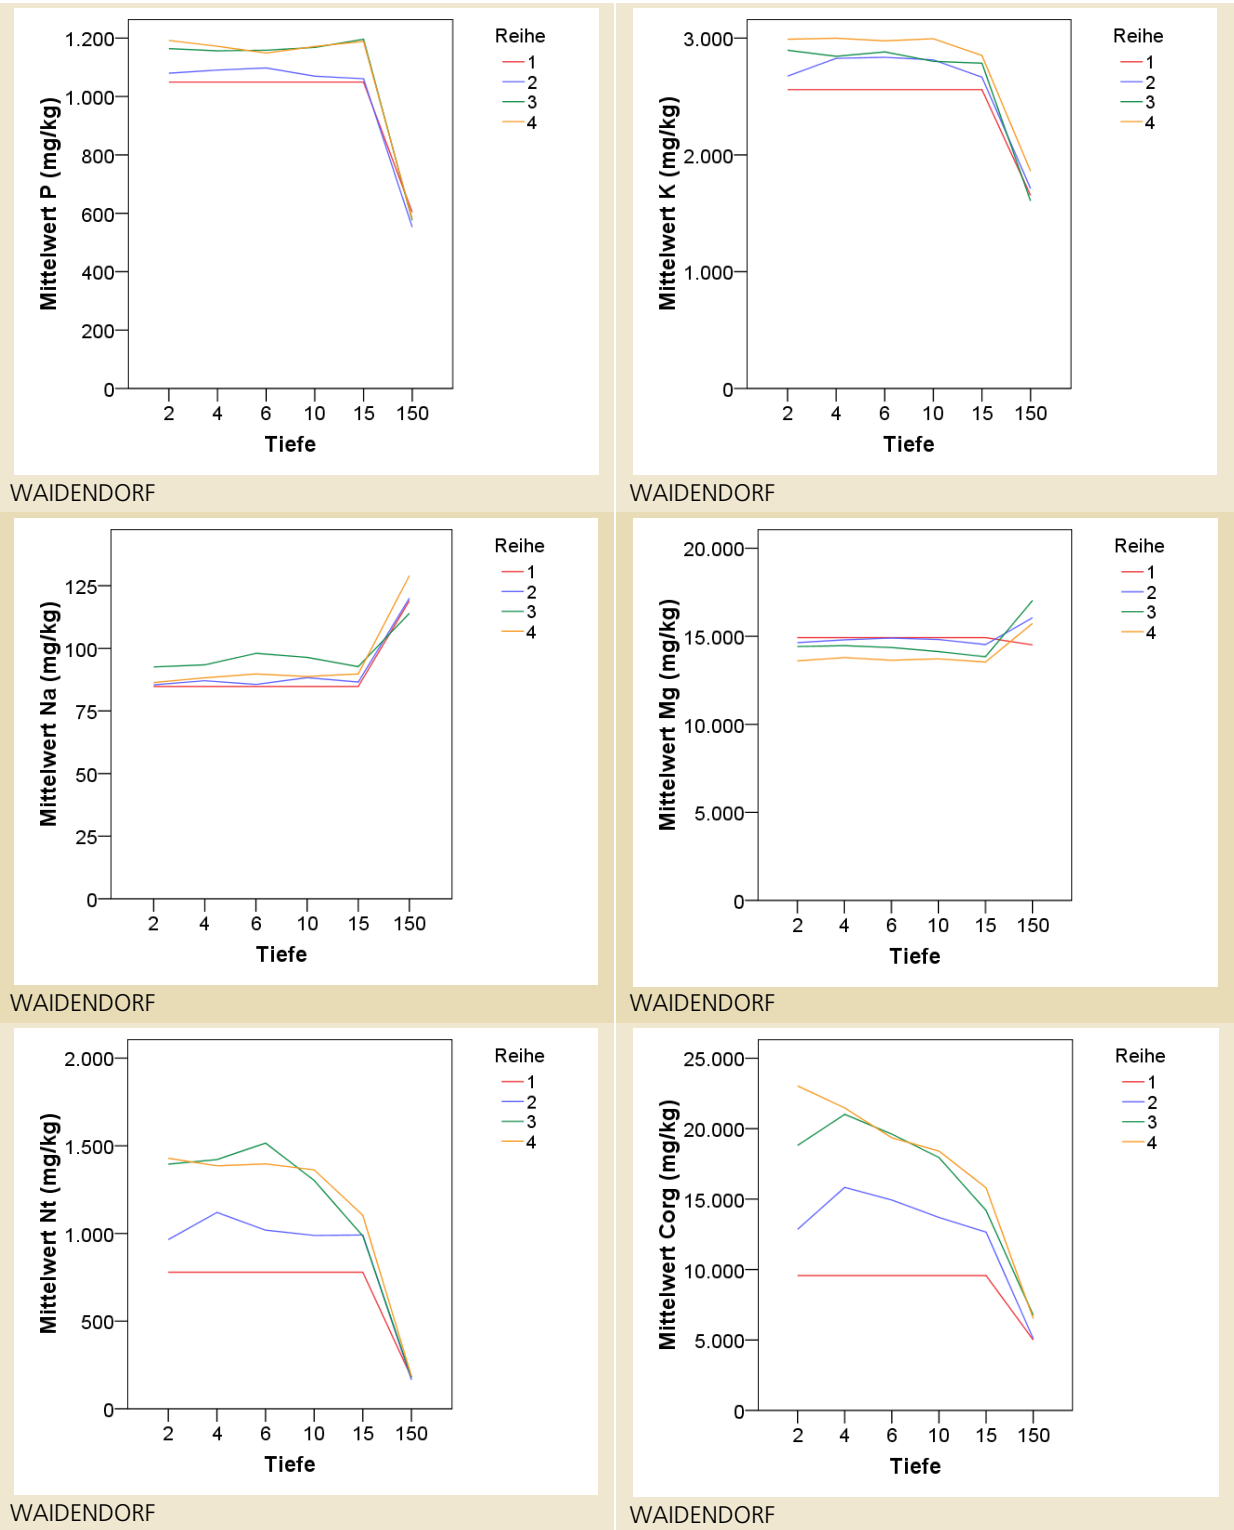 Mittelwert P (mg/kg)
1.200
1.000
800
600
400
200
0
2 4 6 10 15 150
Tiefe
Reihe
1
2
3
4
WAIDENDORF
Mittelwert K (mg/kg)
3.000
2.000
1.000
0
2 4 6 10 15 150
Tiefe
Reihe
1
2
3
4
WAIDENDORF
Mittelwert Na (mg/kg)
125
100
75
50
25
0
2 4 6 10 15 150
Tiefe
Reihe
1
2
3
4
WAIDENDORF
Mittelwert Mg (mg/kg)
20.000
15.000
10.000
5.000
0
2 4 6 10 15 150
Tiefe
Reihe
1
2
3
4
WAIDENDORF
Mittelwert Nt (mg/kg)
2.000
1.500
1.000
500
0
2 4 6 10 15 150
Tiefe
Reihe
1
2
3
4
WAIDENDORF
Mittelwert Corg (mg/kg)
25.000
20.000
15.000
10.000
5.000
0
2 4 6 10 15 150
Tiefe
Reihe
1
2
3
4
WAIDENDORF